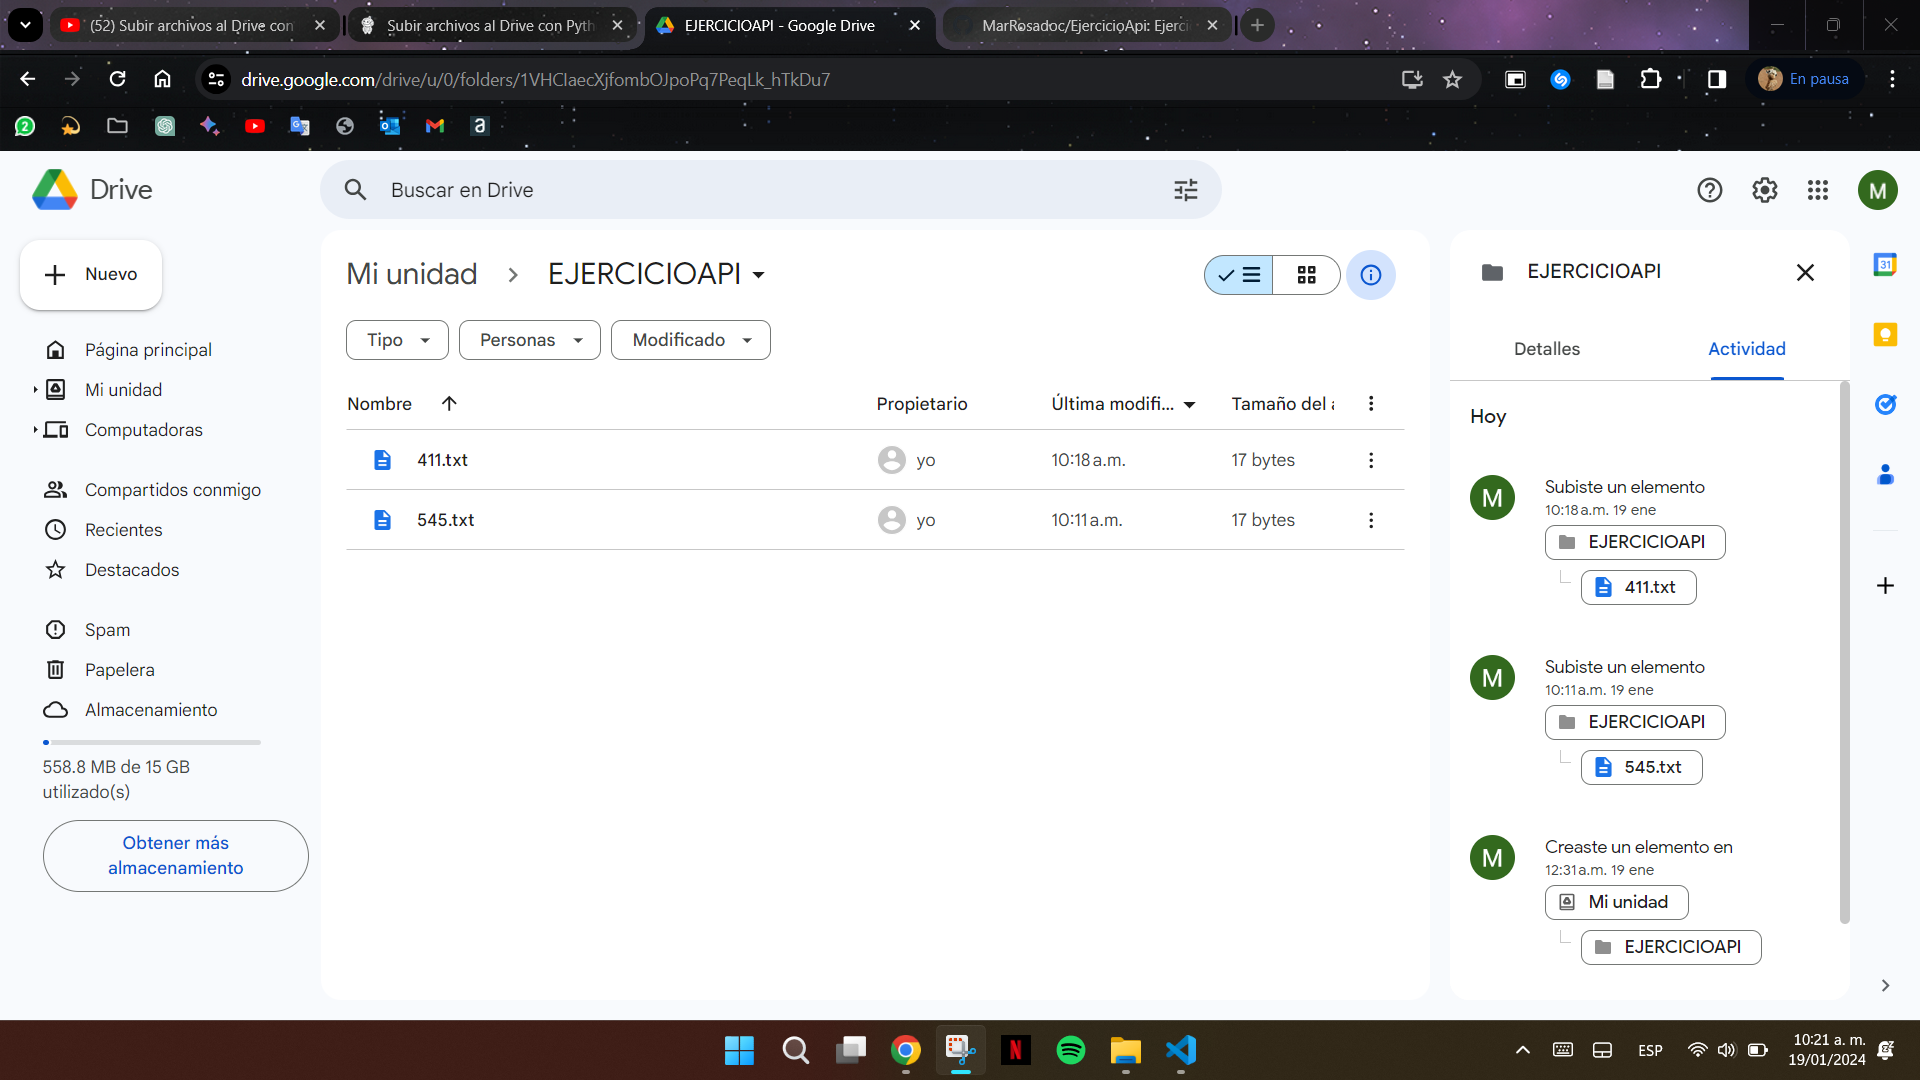 (52) Subir archivos al Drive con
Subir archivos al Drive con Pyth
EJERCICIOAPI - Google Drive
MarRosadoc/EjercicioApi: Ejerci
drive.google.com/drive/u/0/folders/1VHCIaecXjfombOJpoPq7PeqLk_hTkDu7
En pausa
2
a
Drive
Buscar en Drive
M
Nuevo
Mi unidad
EJERCICIOAPI
EJERCICIOAPI
31
Tipo
Personas
Modificado
Detalles
Actividad
Página principal
Mi unidad
Computadoras
Compartidos conmigo
Recientes
Destacados
Spam
Papelera
Almacenamiento
558.8 MB de 15 GB
utilizado(s)
Obtener más
almacenamiento
Nombre
Propietario
Última modifi...
Tamaño del a
411.txt
yo
10:18 a.m.
17 bytes
545.txt
yo
10:11 a.m.
17 bytes
Hoy
M
Subiste un elemento
10:18 a.m. 19 ene
EJERCICIOAPI
411.txt
M
Subiste un elemento
10:11 a.m. 19 ene
EJERCICIOAPI
545.txt
M
Creaste un elemento en
12:31 a.m. 19 ene
Mi unidad
EJERCICIOAPI
N
ESP
10:21 a. m.
19/01/2024